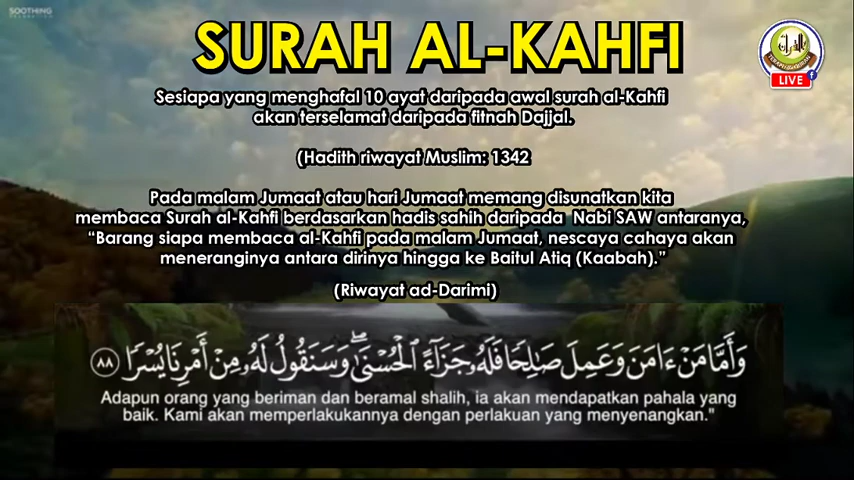 SOOTHING
SURAH AL-KAHFI
LIVE
Sesiapa yang menghafal 10 ayat daripada awal surah al-Kahfi
akan terselamat daripada fitnah Dajjal.
(Hadith riwayat Muslim: 1342
Pada malam Jumaat atau hari Jumaat memang disunatkan kita
membaca Surah al-Kahfi berdasarkan hadis sahih daripada Nabi SAW antaranya,
“Barang siapa membaca al-Kahfi pada malam Jumaat, nescaya cahaya akan
meneranginya antara dirinya hingga ke Baitul Atiq (Kaabah).”
(Riwayat ad-Darimi)
وَأَمَّا مَنْ ءَامَنَ وَعَمِلَ صَٰلِحًا فَلَهُۥ جَزَآءً ٱلْحُسْنَىٰ ۖ وَسَنَقُولُ لَهُۥ مِنْ أَمْرِنَا يُسْرًا ٨٨
Adapun orang yang beriman dan beramal shalih, ia akan mendapatkan pahala yang
baik. Kami akan memperlakukannya dengan perlakuan yang menyenangkan."